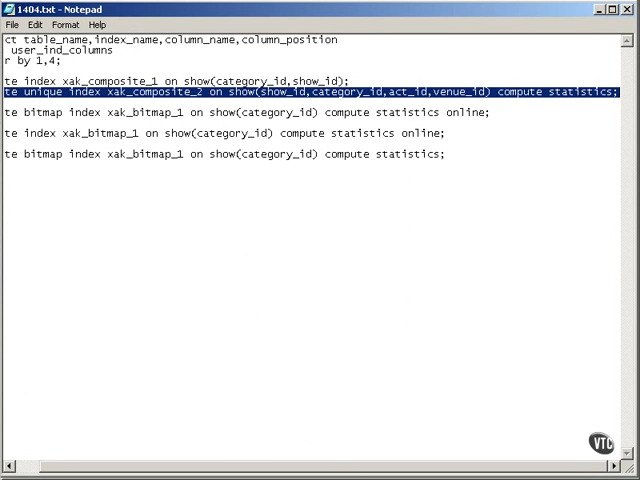 1404.txt - Notepad
File Edit Format Help
ct table_name,index_name,column_name,column_position
user_ind_columns
r by 1,4;
te index xak_composite_1 on show(category_id,show_id);
te unique index xak_composite_2 on show(show_id,category_id,act_id,venue_id) compute statistics;
te bitmap index xak_bitmap_1 on show(category_id) compute statistics online;
te index xak_bitmap_1 on show(category_id) compute statistics online;
te bitmap index xak_bitmap_1 on show(category_id) compute statistics;
VTC